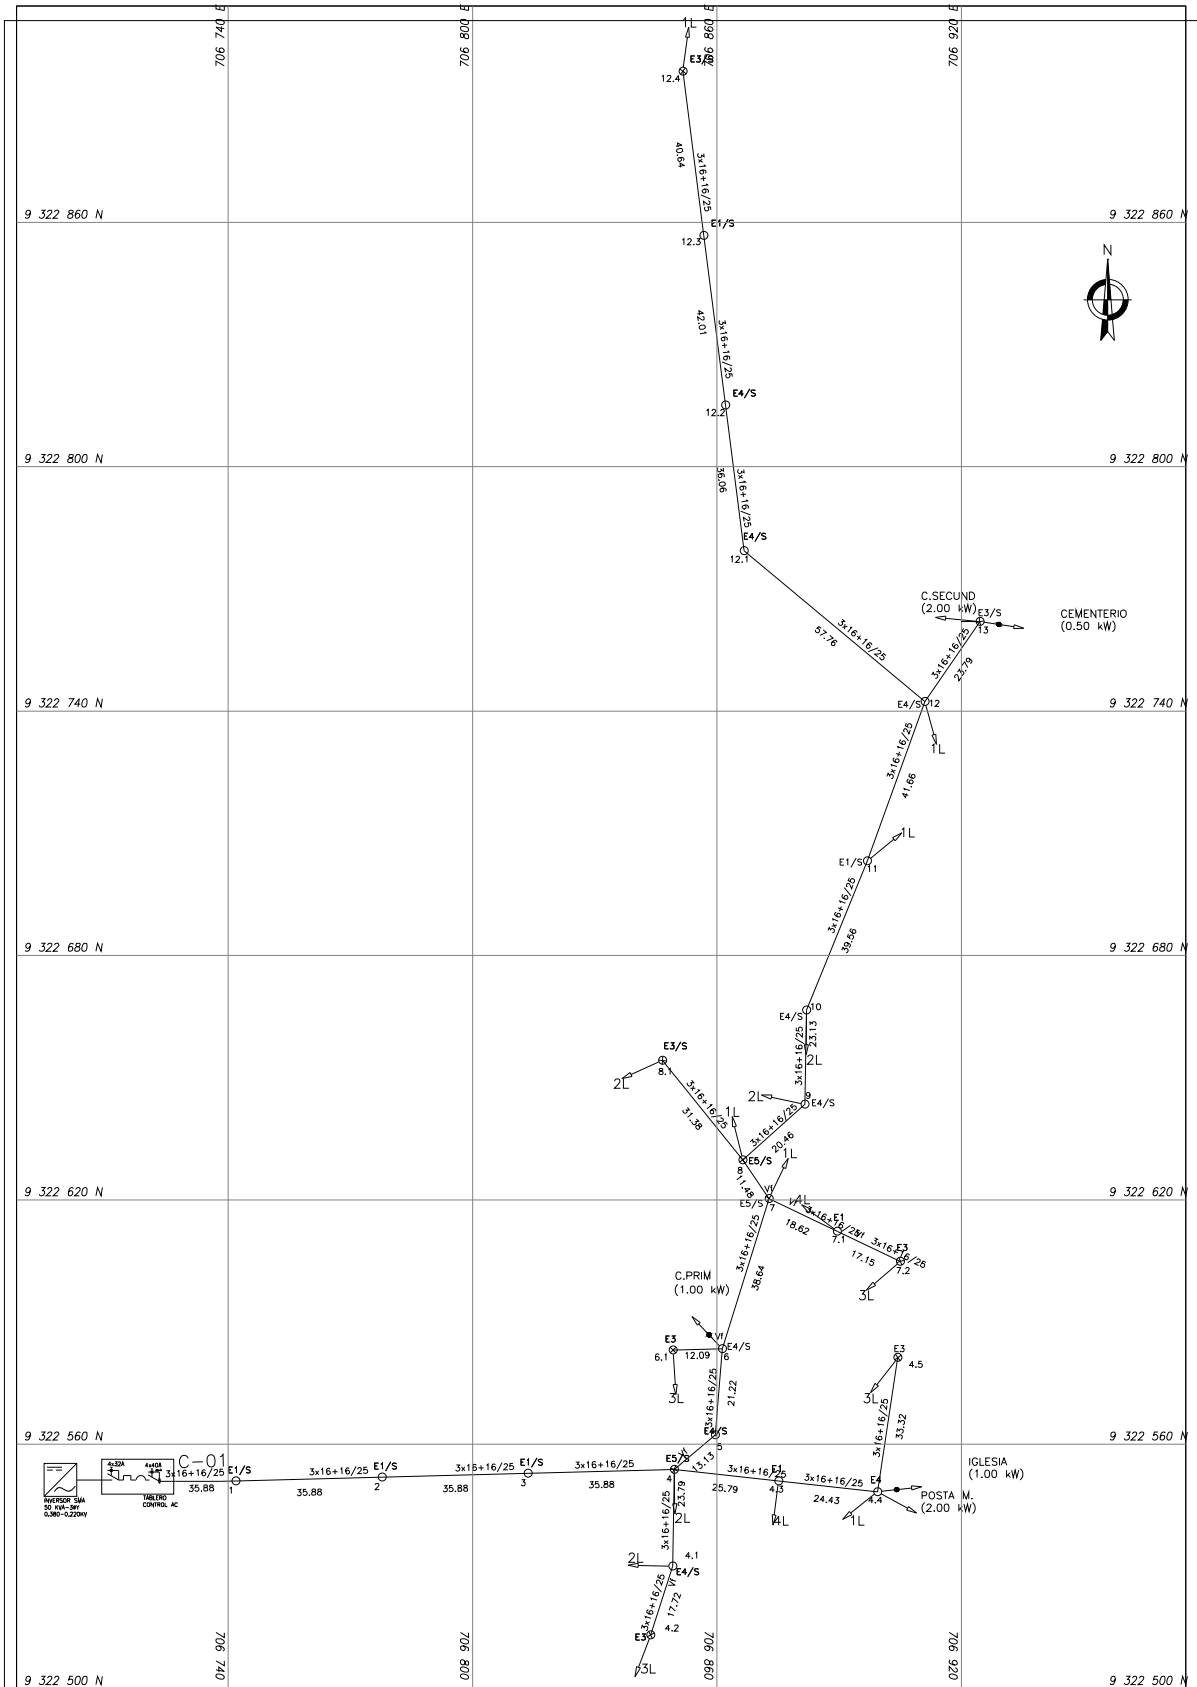 706 740 E
706 800 E
706 860 E
706 920 E
1L
E3/S
12.4
40.64
3x16+16/25
9 322 860 N
9 322 860 N
E1/S
12.3
N
42.01
3x16+16/25
E4/S
12.2
9 322 800 N
9 322 800 N
36.06
3x16+16/25
E4/S
12.1
C.SECUND
(2.00 kW)
E3/S
13
CEMENTERIO
(0.50 kW)
3x16+16/25
57.76
3x16+16/25
23.79
9 322 740 N
9 322 740 N
E4/S
12
1L
3x16+16/25
41.66
1L
E1/S
11
3x16+16/25
39.56
9 322 680 N
9 322 680 N
10
E4/S
23.13
3x16+16/25
2L
E3/S
8.1
2L
3x16+16/25
31.38
9
2L
E4/S
1L
3x16+16/25
20.46
1L
E5/S
8
11.48
9 322 620 N
9 322 620 N
Vf
E5/S
7
4L
Vf
3x16+16/25
E1
18.62
7.1
Vf
3x16+16/25
E3
17.15
7.2
3L
3x16+16/25
38.64
C.PRIM
(1.00 kW)
Vf
E3
E4/S
6.1
12.09
6
3L
E3
4.5
3L
3x16+16/25
21.22
3x16+16/25
33.32
9 322 560 N
9 322 560 N
E4/S
5
Vf
13.13
C-01
4x32A
4x40A
INVERSOR SMA
50 KVA-3WY
0.380-0.220KV
TABLERO
CONTROL AC
3x16+16/25
35.88
E1/S
1
3x16+16/25
35.88
E1/S
2
3x16+16/25
35.88
E1/S
3
3x16+16/25
35.88
E5/S
4
3x16+16/25
25.79
E1
4.3
4L
3x16+16/25
24.43
E4
4.4
1L
IGLESIA
(1.00 kW)
POSTA M.
(2.00 kW)
23.79
3x16+16/25
2L
2L
4.1
E4/S
Vf
3x16+16/25
17.72
E3
4.2
3L
706 740
706 800
706 860
706 920
9 322 500 N
9 322 500 N